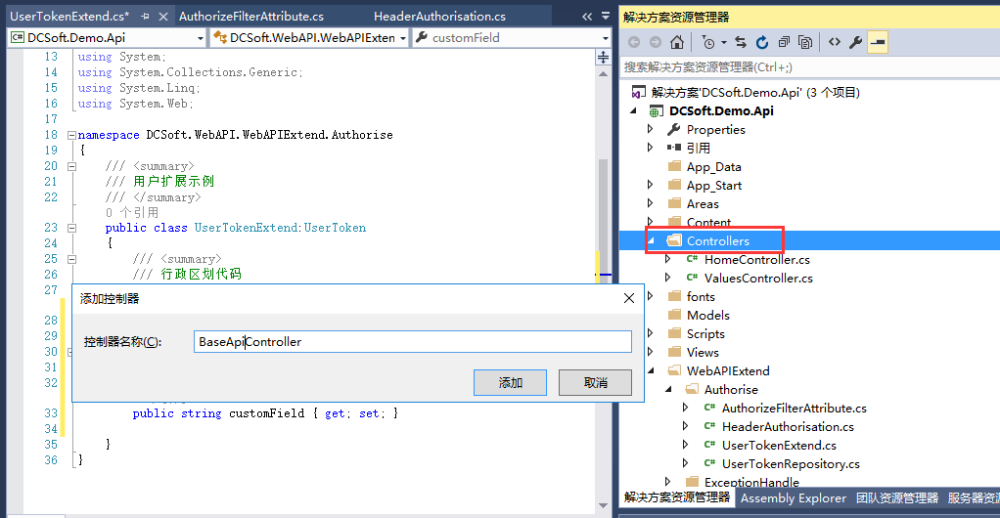 UserTokenExtend.cs*
AuthorizeFilterAttribute.cs
HeaderAuthorisation.cs
DCSoft.Demo.Api
DCSoft.WebAPI.WebAPIExten
customField
13 using System;
14 using System.Collections.Generic;
15 using System.Linq;
16 using System.Web;
17
18 namespace DCSoft.WebAPI.WebAPIExtend.Authorise
19 {
20 /// <summary>
21 /// 用户扩展示例
22 /// </summary>
0 个引用
23 public class UserTokenExtend:UserToken
24 {
25 /// <summary>
26 /// 行政区划代码
27
28
29
30
31
32
33 public string customField { get; set; }
34
35 }
36 }
添加控制器
控制器名称(C):
BaseApiController
添加
取消
解决方案资源管理器
搜索解决方案资源管理器(Ctrl+;)
解决方案'DCSoft.Demo.Api' (3 个项目)
DCSoft.Demo.Api
Properties
引用
App_Data
App_Start
Areas
Content
Controllers
HomeController.cs
ValuesController.cs
fonts
Models
Scripts
Views
WebAPIExtend
Authorise
AuthorizeFilterAttribute.cs
HeaderAuthorisation.cs
UserTokenExtend.cs
UserTokenRepository.cs
ExceptionHandle
解决方案资源管理器
Assembly Explorer
团队资源管理器
服务器资源